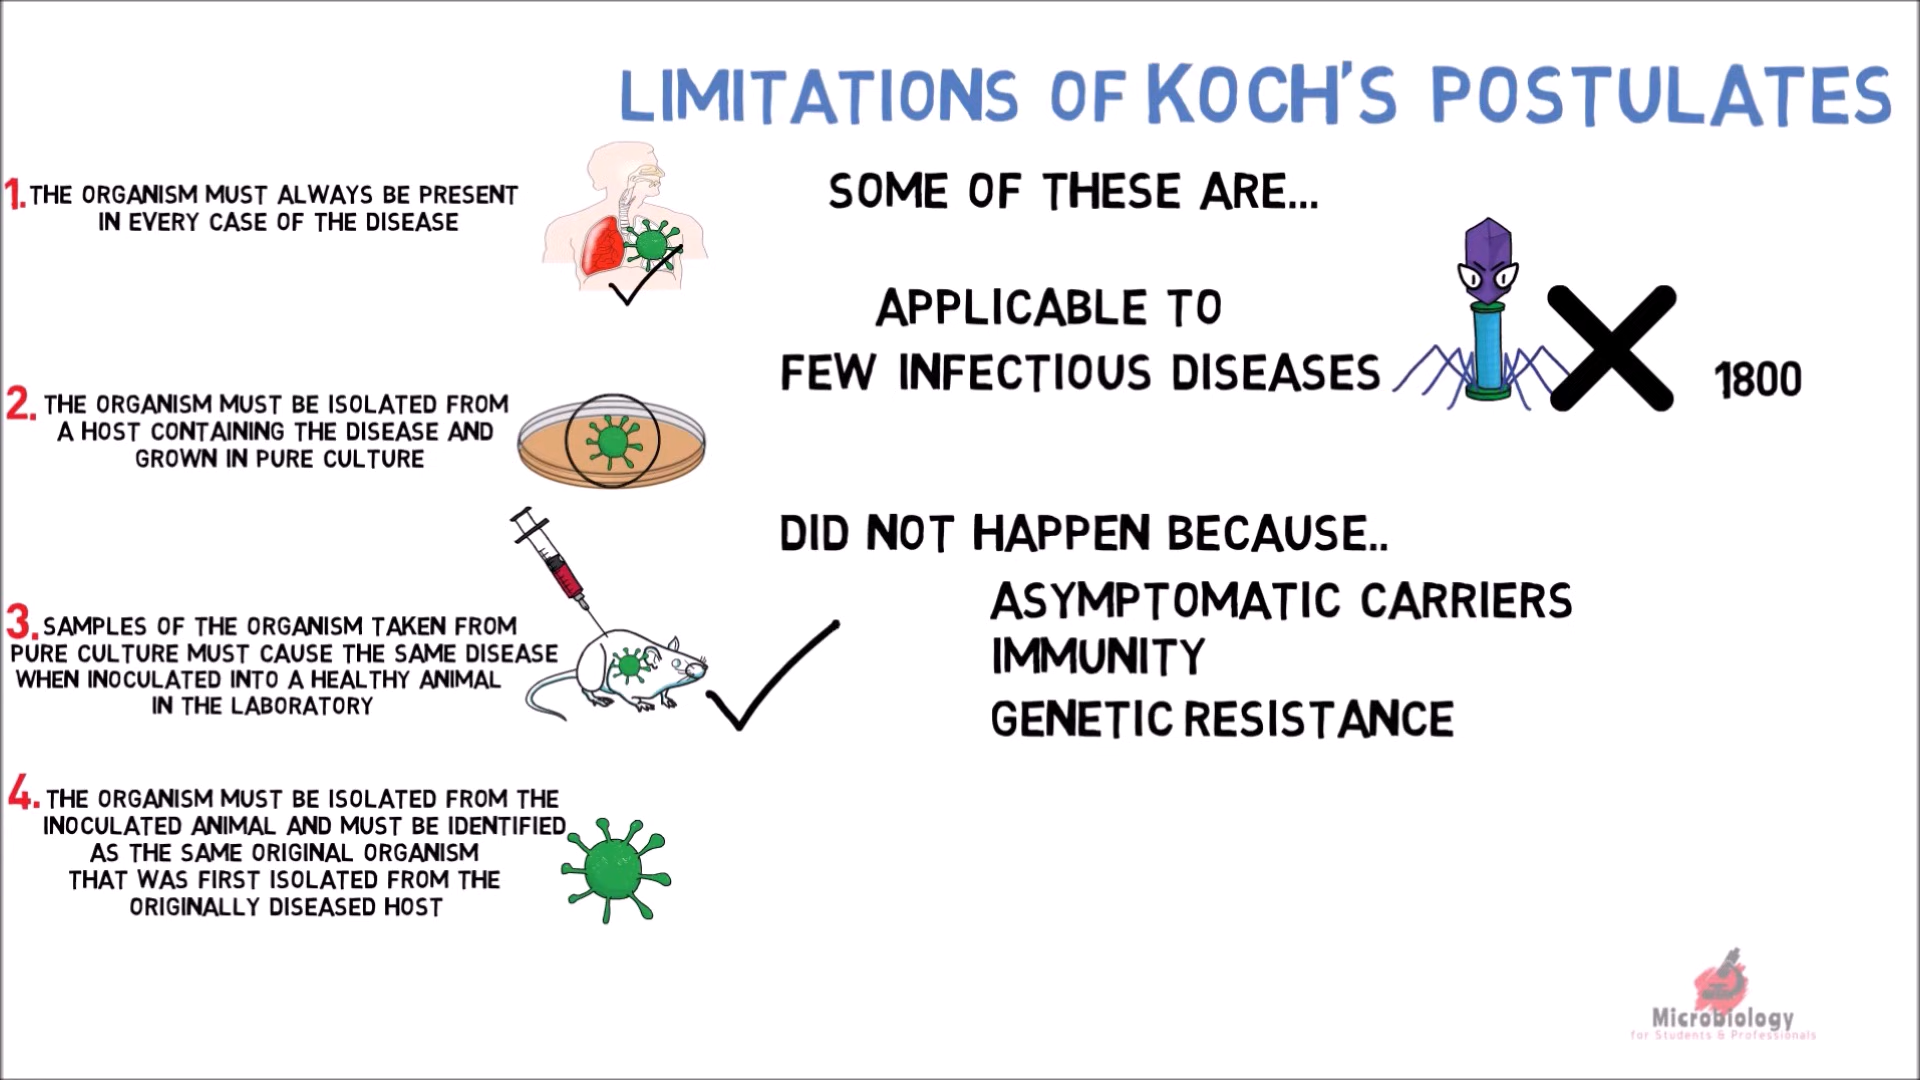 LIMITATIONS OF KOCH'S POSTULATES
1. THE ORGANISM MUST ALWAYS BE PRESENT
IN EVERY CASE OF THE DISEASE
2. THE ORGANISM MUST BE ISOLATED FROM
A HOST CONTAINING THE DISEASE AND
GROWN IN PURE CULTURE
3. SAMPLES OF THE ORGANISM TAKEN FROM
PURE CULTURE MUST CAUSE THE SAME DISEASE
WHEN INOCULATED INTO A HEALTHY ANIMAL
IN THE LABORATORY
4. THE ORGANISM MUST BE ISOLATED FROM THE
INOCULATED ANIMAL AND MUST BE IDENTIFIED
AS THE SAME ORIGINAL ORGANISM
THAT WAS FIRST ISOLATED FROM THE
ORIGINALLY DISEASED HOST
SOME OF THESE ARE...
APPLICABLE TO
FEW INFECTIOUS DISEASES
1800
DID NOT HAPPEN BECAUSE..
ASYMPTOMATIC CARRIERS
IMMUNITY
GENETIC RESISTANCE
Microbiology
for Students & Professionals